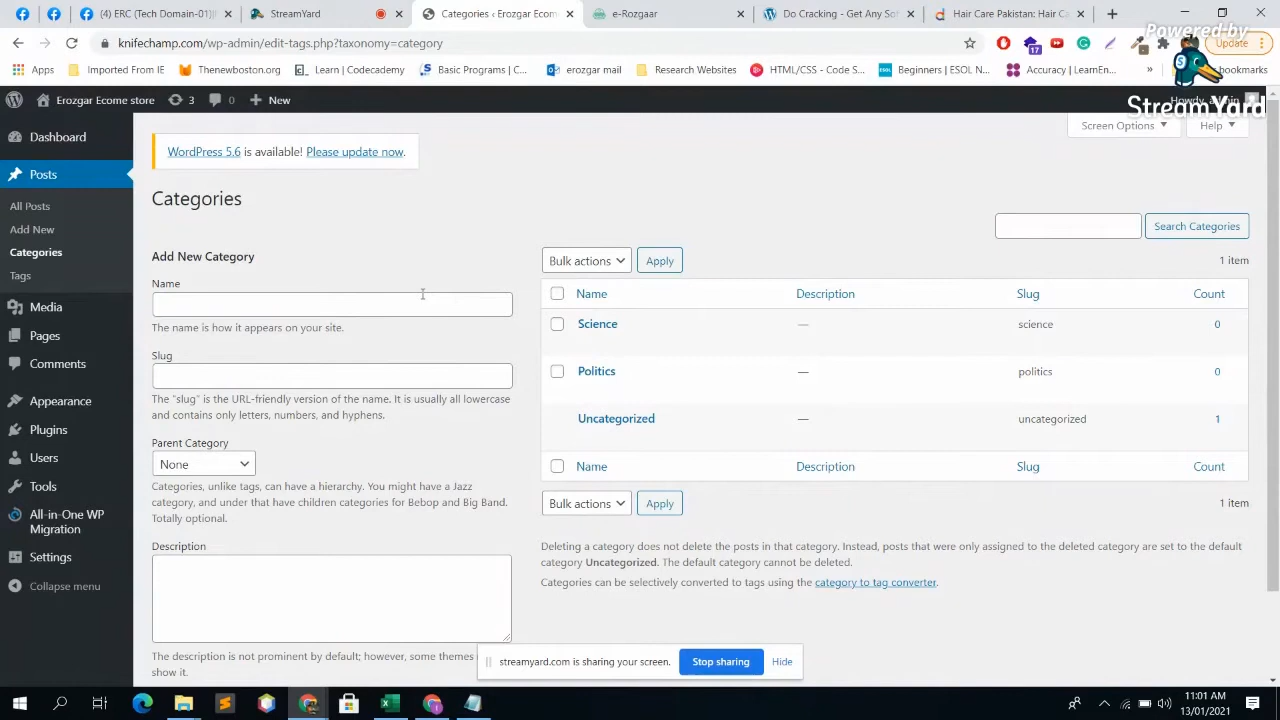 (4) ERC (Tech Domain-01)
StreamYard
Categories ‹ Erozgar Ecom
e-Rozgaar
Do Cracking - Get Any Sof
Hair Care Pakistan: Hair Ca
Powered by
knifechamp.com/wp-admin/edit-tags.php?taxonomy=category
17
Update
Apps
Imported From IE
Thenewboston.org
Learn | Codecademy
Basic Programs | C...
erozgar mail
Research Websites
HTML/CSS - Code S...
Beginners | ESOL N...
Accuracy | LearnEn...
»
bookmarks
Erozgar Ecome store
3
0
New
Howdy, admin
StreamYard
Dashboard
Posts
All Posts
Add New
Categories
Tags
Media
Pages
Comments
Appearance
Plugins
Users
Tools
All-in-One WP
Migration
Settings
Collapse menu
Screen Options
Help
WordPress 5.6 is available! Please update now.
Categories
Search Categories
Add New Category
Name
The name is how it appears on your site.
Slug
The "slug" is the URL-friendly version of the name. It is usually all lowercase
and contains only letters, numbers, and hyphens.
Parent Category
None
Categories, unlike tags, can have a hierarchy. You might have a Jazz
category, and under that have children categories for Bebop and Big Band.
Totally optional.
Description
The description is not prominent by default; however, some themes
show it.
Bulk actions
Apply
1 item
Name Description Slug Count
Science — science 0
Politics — politics 0
Uncategorized — uncategorized 1
Name Description Slug Count
Bulk actions
Apply
1 item
Deleting a category does not delete the posts in that category. Instead, posts that were only assigned to the deleted category are set to the default
category Uncategorized. The default category cannot be deleted.
Categories can be selectively converted to tags using the category to tag converter.
streamyard.com is sharing your screen.
Stop sharing
Hide
11:01 AM
13/01/2021